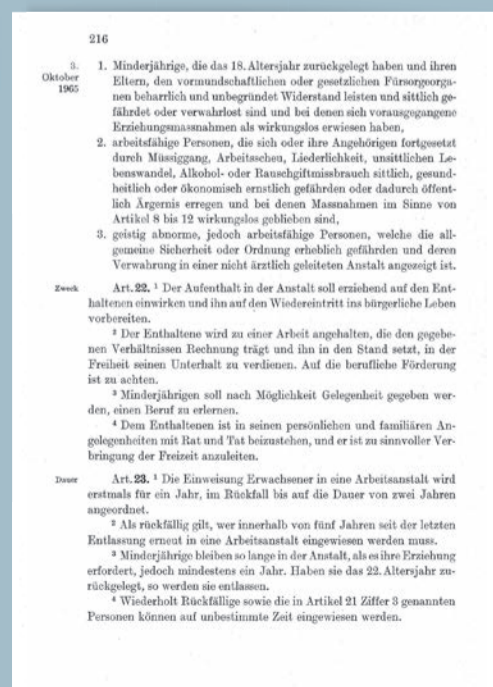 216
3.
Oktober
1965
1. Minderjährige, die das 18. Altersjahr zurückgelegt haben und ihren
Eltern, den vormundschaftlichen oder gesetzlichen Fürsorgeorga-
nen beharrlich und unbegründet Widerstand leisten und sittlich ge-
fährdet oder verwahrlost sind und bei denen sich vorausgegangene
Erziehungsmassnahmen als wirkungslos erwiesen haben,
2. arbeitsfähige Personen, die sich oder ihre Angehörigen fortgesetzt
durch Müssiggang, Arbeitsscheu, Liederlichkeit, unsittlichen Le-
benswandel, Alkohol- oder Rauschgiftmissbrauch sittlich, gesund-
heitlich oder ökonomisch ernstlich gefährden oder dadurch öffent-
lich Ärgernis erregen und bei denen Massnahmen im Sinne von
Artikel 8 bis 12 wirkungslos geblieben sind,
3. geistig abnorme, jedoch arbeitsfähige Personen, welche die all-
gemeine Sicherheit oder Ordnung erheblich gefährden und deren
Verwahrung in einer nicht ärztlich geleiteten Anstalt angezeigt ist.
Zweck
Art. 22. ¹ Der Aufenthalt in der Anstalt soll erziehend auf den Ent-
haltenen einwirken und ihn auf den Wiedereintritt ins bürgerliche Leben
vorbereiten.
² Der Enthaltene wird zu einer Arbeit angehalten, die den gegebe-
nen Verhältnissen Rechnung trägt und ihn in den Stand setzt, in der
Freiheit seinen Unterhalt zu verdienen. Auf die berufliche Förderung
ist zu achten.
³ Minderjährigen soll nach Möglichkeit Gelegenheit gegeben wer-
den, einen Beruf zu erlernen.
⁴ Dem Enthaltenen ist in seinen persönlichen und familiären An-
gelegenheiten mit Rat und Tat beizustehen, und er ist zu sinnvoller Ver-
bringung der Freizeit anzuleiten.
Dauer
Art. 23. ¹ Die Einweisung Erwachsener in eine Arbeitsanstalt wird
erstmals für ein Jahr, im Rückfall bis auf die Dauer von zwei Jahren
angeordnet.
² Als rückfällig gilt, wer innerhalb von fünf Jahren seit der letzten
Entlassung erneut in eine Arbeitsanstalt eingewiesen werden muss.
³ Minderjährige bleiben so lange in der Anstalt, als es ihre Erziehung
erfordert, jedoch mindestens ein Jahr. Haben sie das 22. Altersjahr zu-
rückgelegt, so werden sie entlassen.
⁴ Wiederholt Rückfällige sowie die in Artikel 21 Ziffer 3 genannten
Personen können auf unbestimmte Zeit eingewiesen werden.